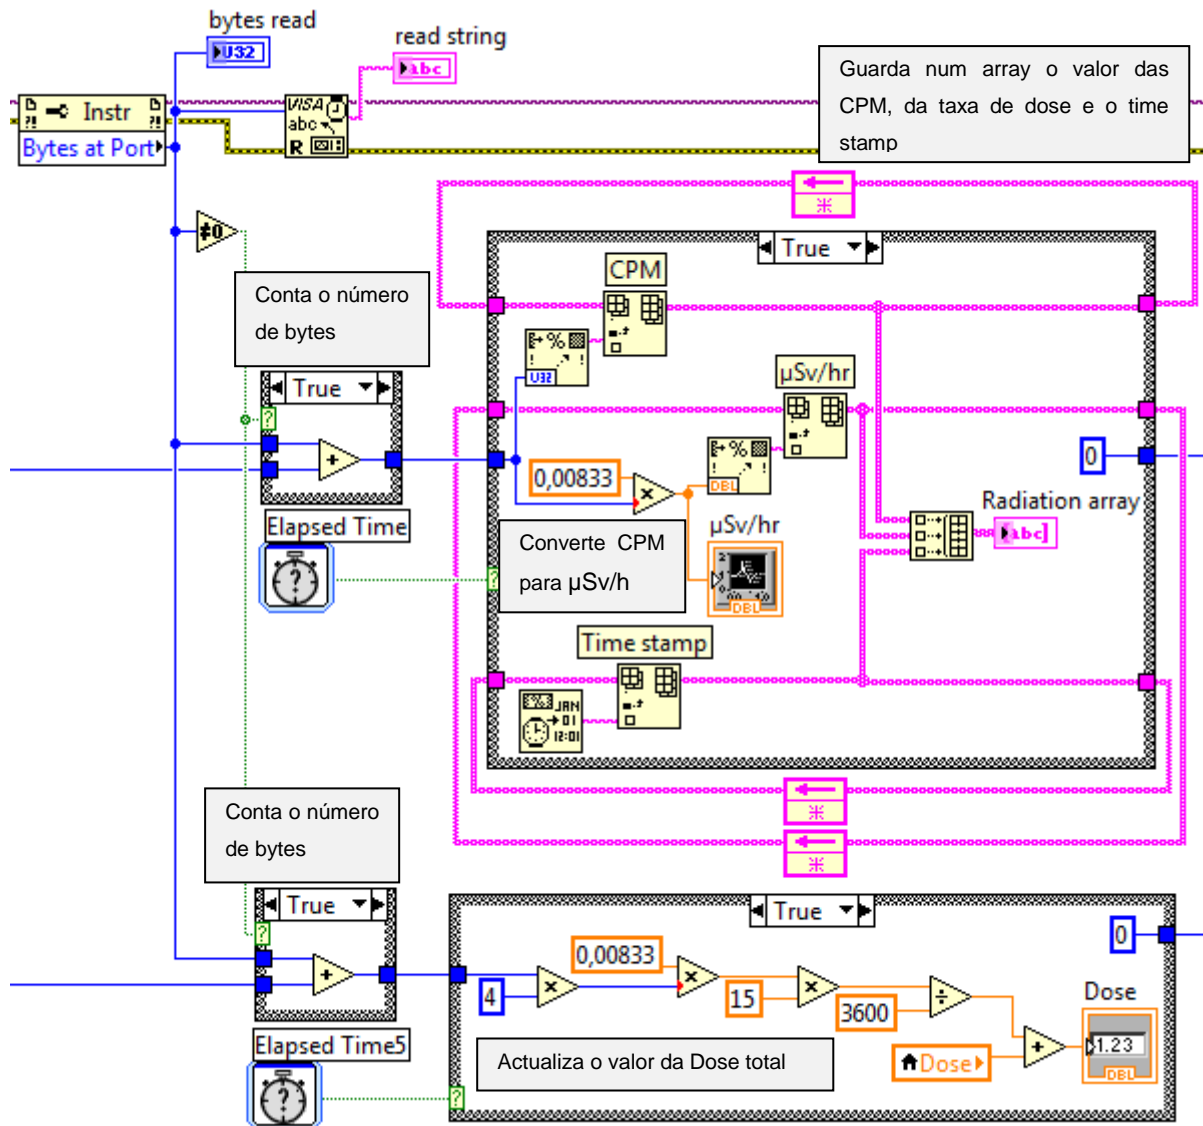 bytes read
U32
read string
abc
Guarda num array o valor das
CPM, da taxa de dose e o time
stamp
Instr
Bytes at Port
VISA
abc
R
≠0
True
CPM
Conta o número
de bytes
U32
True
µSv/hr
0,00833
DBL
0
Radiation array
abc
Elapsed Time
Converte CPM
para µSv/h
µSv/hr
DBL
Time stamp
JAN
01
12:01
Conta o número
de bytes
True
True
0
0,00833
4
15
3600
Dose
1.23
DBL
Dose
Elapsed Time5
Actualiza o valor da Dose total